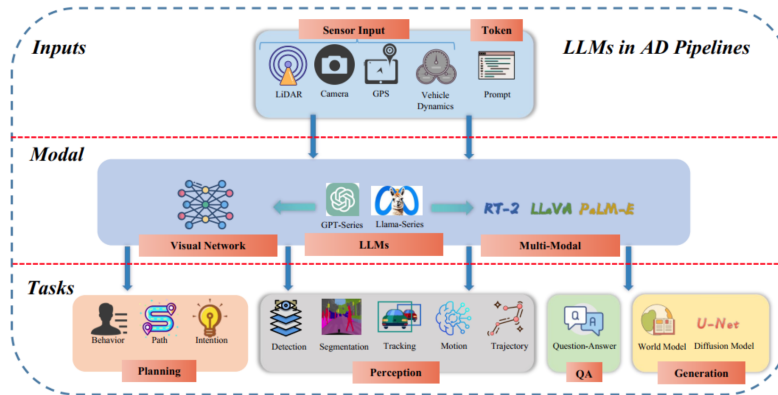 Inputs
Sensor Input
Token
LLMs in AD Pipelines
LiDAR
Camera
GPS
Vehicle
Dynamics
Prompt
Modal
GPT-Series
Llama-Series
RT-2
LLaVA
PaLM-E
Visual Network
LLMs
Multi-Modal
Tasks
Behavior
Path
Intention
Detection
Segmentation
Tracking
Motion
Trajectory
Q
A
Question-Answer
U-Net
World Model
Diffusion Model
Planning
Perception
QA
Generation